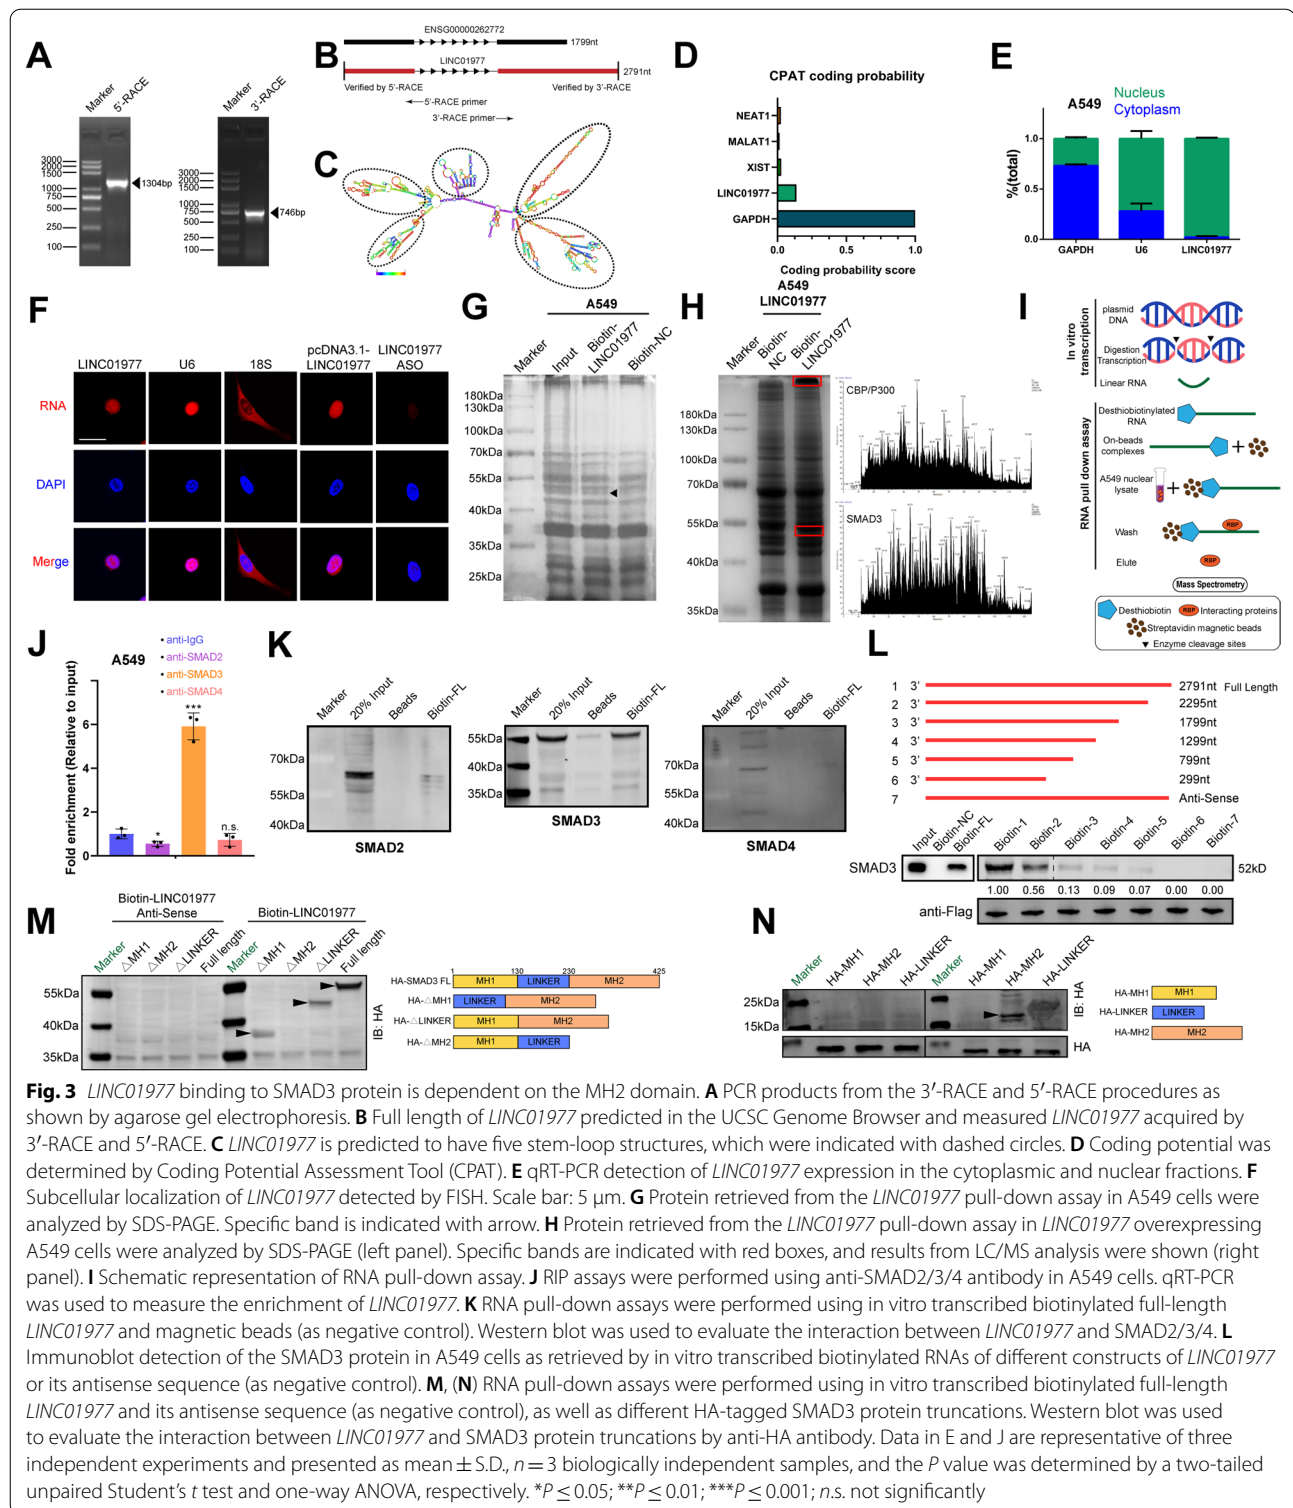 A
Marker
5′-RACE
3000
2000
1500
1000
750
500
250
100
1304bp
Marker
3′-RACE
3000
2000
1500
1000
750
500
250
100
746bp
B
ENSG00000262772
1799nt
LINC01977
2791nt
Verified by 5′-RACE
Verified by 3′-RACE
5′-RACE primer
3′-RACE primer
C
D
CPAT coding probability
NEAT1
MALAT1
XIST
LINC01977
GAPDH
0.0
0.5
1.0
Coding probability score
E
A549
Nucleus
Cytoplasm
%(total)
1.0
0.5
0.0
GAPDH
U6
LINC01977
F
LINC01977
U6
18S
pcDNA3.1-
LINC01977
LINC01977
ASO
RNA
DAPI
Merge
G
A549
Marker
Input
Biotin-
LINC01977
Biotin-NC
180kDa
130kDa
100kDa
70kDa
55kDa
40kDa
35kDa
25kDa
H
A549
LINC01977
Marker
Biotin-
NC
Biotin-
LINC01977
180kDa
130kDa
100kDa
70kDa
55kDa
40kDa
35kDa
CBP/P300
SMAD3
I
In vitro
transcription
plasmid
DNA
Digestion
Transcription
Linear RNA
RNA pull down assay
Desthiobiotinylated
RNA
On-beads
complexes
A549 nuclear
lysate
Wash
RBP
Elute
RBP
Mass Spectrometry
Desthiobiotin
RBP
Interacting proteins
Streptavidin magnetic beads
Enzyme cleavage sites
J
A549
anti-IgG
anti-SMAD2
anti-SMAD3
anti-SMAD4
Fold enrichment (Relative to input)
6
4
2
0
*
***
n.s.
K
Marker
20% Input
Beads
Biotin-FL
70kDa
55kDa
40kDa
SMAD2
Marker
20% Input
Beads
Biotin-FL
55kDa
40kDa
35kDa
SMAD3
Marker
20% Input
Beads
Biotin-FL
70kDa
55kDa
40kDa
SMAD4
L
1 3′ 2791nt Full Length
2 3′ 2295nt
3 3′ 1799nt
4 3′ 1299nt
5 3′ 799nt
6 3′ 299nt
7 Anti-Sense
Input
Biotin-NC
Biotin-FL
Biotin-1
Biotin-2
Biotin-3
Biotin-4
Biotin-5
Biotin-6
Biotin-7
SMAD3
52kD
1.00 0.56 0.13 0.09 0.07 0.00 0.00
anti-Flag
M
Biotin-LINC01977
Anti-Sense
Biotin-LINC01977
Marker
△MH1
△MH2
△LINKER
Full length
Marker
△MH1
△MH2
△LINKER
Full length
55kDa
40kDa
35kDa
IB: HA
1 130 230 425
HA-SMAD3 FL MH1 LINKER MH2
HA-△MH1 LINKER MH2
HA-△LINKER MH1 MH2
HA-△MH2 MH1 LINKER
N
Marker
HA-MH1
HA-MH2
HA-LINKER
Marker
HA-MH1
HA-MH2
HA-LINKER
25kDa
15kDa
IB: HA
HA
HA-MH1 MH1
HA-LINKER LINKER
HA-MH2 MH2
Fig. 3 LINC01977 binding to SMAD3 protein is dependent on the MH2 domain. A PCR products from the 3′-RACE and 5′-RACE procedures as
shown by agarose gel electrophoresis. B Full length of LINC01977 predicted in the UCSC Genome Browser and measured LINC01977 acquired by
3′-RACE and 5′-RACE. C LINC01977 is predicted to have five stem-loop structures, which were indicated with dashed circles. D Coding potential was
determined by Coding Potential Assessment Tool (CPAT). E qRT-PCR detection of LINC01977 expression in the cytoplasmic and nuclear fractions. F
Subcellular localization of LINC01977 detected by FISH. Scale bar: 5 μm. G Protein retrieved from the LINC01977 pull-down assay in A549 cells were
analyzed by SDS-PAGE. Specific band is indicated with arrow. H Protein retrieved from the LINC01977 pull-down assay in LINC01977 overexpressing
A549 cells were analyzed by SDS-PAGE (left panel). Specific bands are indicated with red boxes, and results from LC/MS analysis were shown (right
panel). I Schematic representation of RNA pull-down assay. J RIP assays were performed using anti-SMAD2/3/4 antibody in A549 cells. qRT-PCR
was used to measure the enrichment of LINC01977. K RNA pull-down assays were performed using in vitro transcribed biotinylated full-length
LINC01977 and magnetic beads (as negative control). Western blot was used to evaluate the interaction between LINC01977 and SMAD2/3/4. L
Immunoblot detection of the SMAD3 protein in A549 cells as retrieved by in vitro transcribed biotinylated RNAs of different constructs of LINC01977
or its antisense sequence (as negative control). M, (N) RNA pull-down assays were performed using in vitro transcribed biotinylated full-length
LINC01977 and its antisense sequence (as negative control), as well as different HA-tagged SMAD3 protein truncations. Western blot was used
to evaluate the interaction between LINC01977 and SMAD3 protein truncations by anti-HA antibody. Data in E and J are representative of three
independent experiments and presented as mean ± S.D., n = 3 biologically independent samples, and the P value was determined by a two-tailed
unpaired Student's t test and one-way ANOVA, respectively. *P ≤ 0.05; **P ≤ 0.01; ***P ≤ 0.001; n.s. not significantly